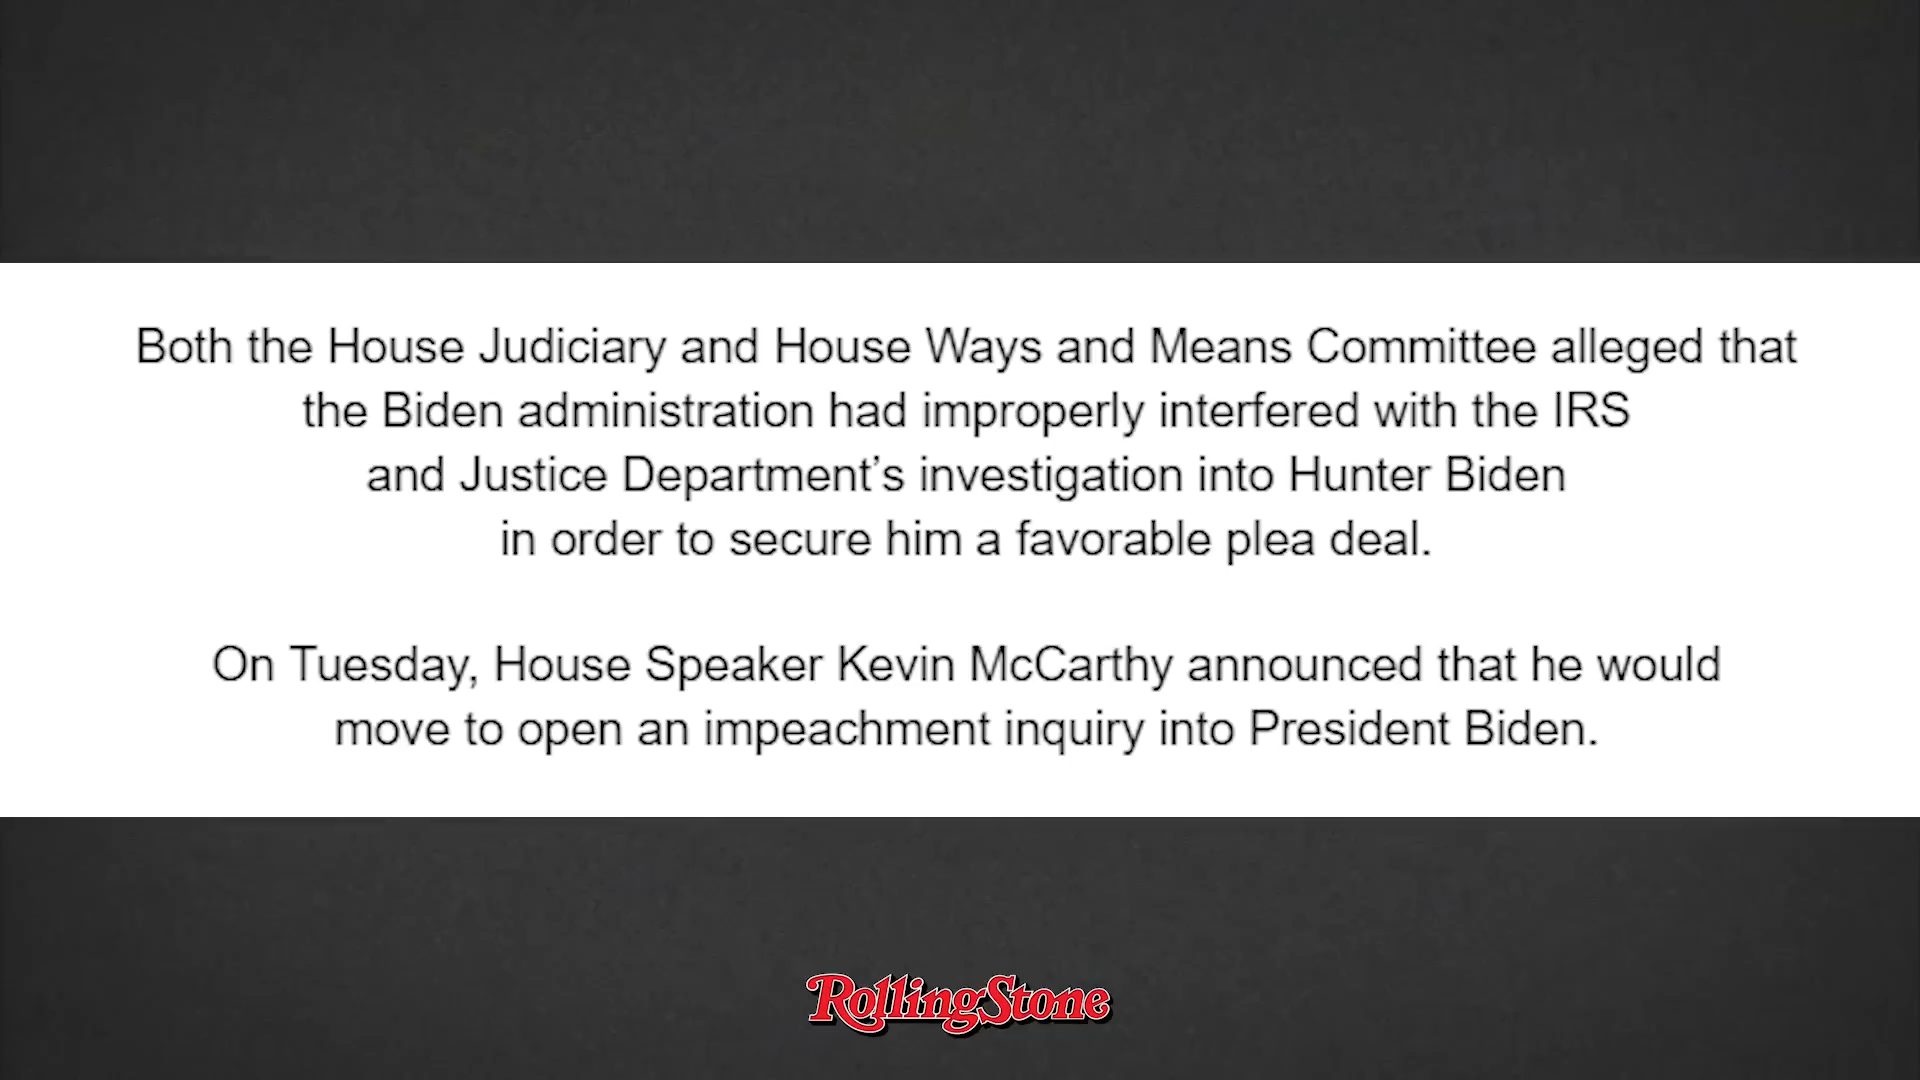 Both the House Judiciary and House Ways and Means Committee alleged that
the Biden administration had improperly interfered with the IRS
and Justice Department’s investigation into Hunter Biden
in order to secure him a favorable plea deal.
On Tuesday, House Speaker Kevin McCarthy announced that he would
move to open an impeachment inquiry into President Biden.
RollingStone